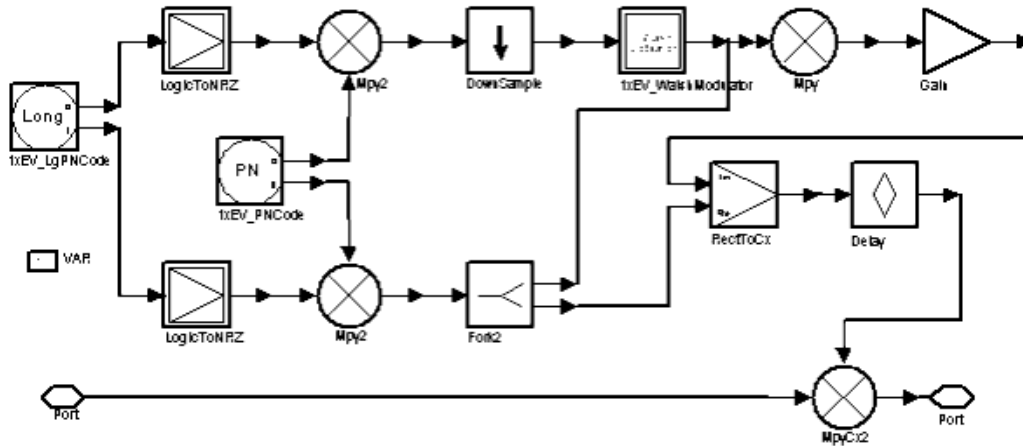 LogicToNRZ
Mpy2
DownSample
1xEV_WalshModulator
Mpy
Gain
Long
1xEV_LgPNCode
PN
1xEV_PNCode
RectToCx
Delay
VAR
LogicToNRZ
Mpy2
Fork2
Port
MpyCx2
Port